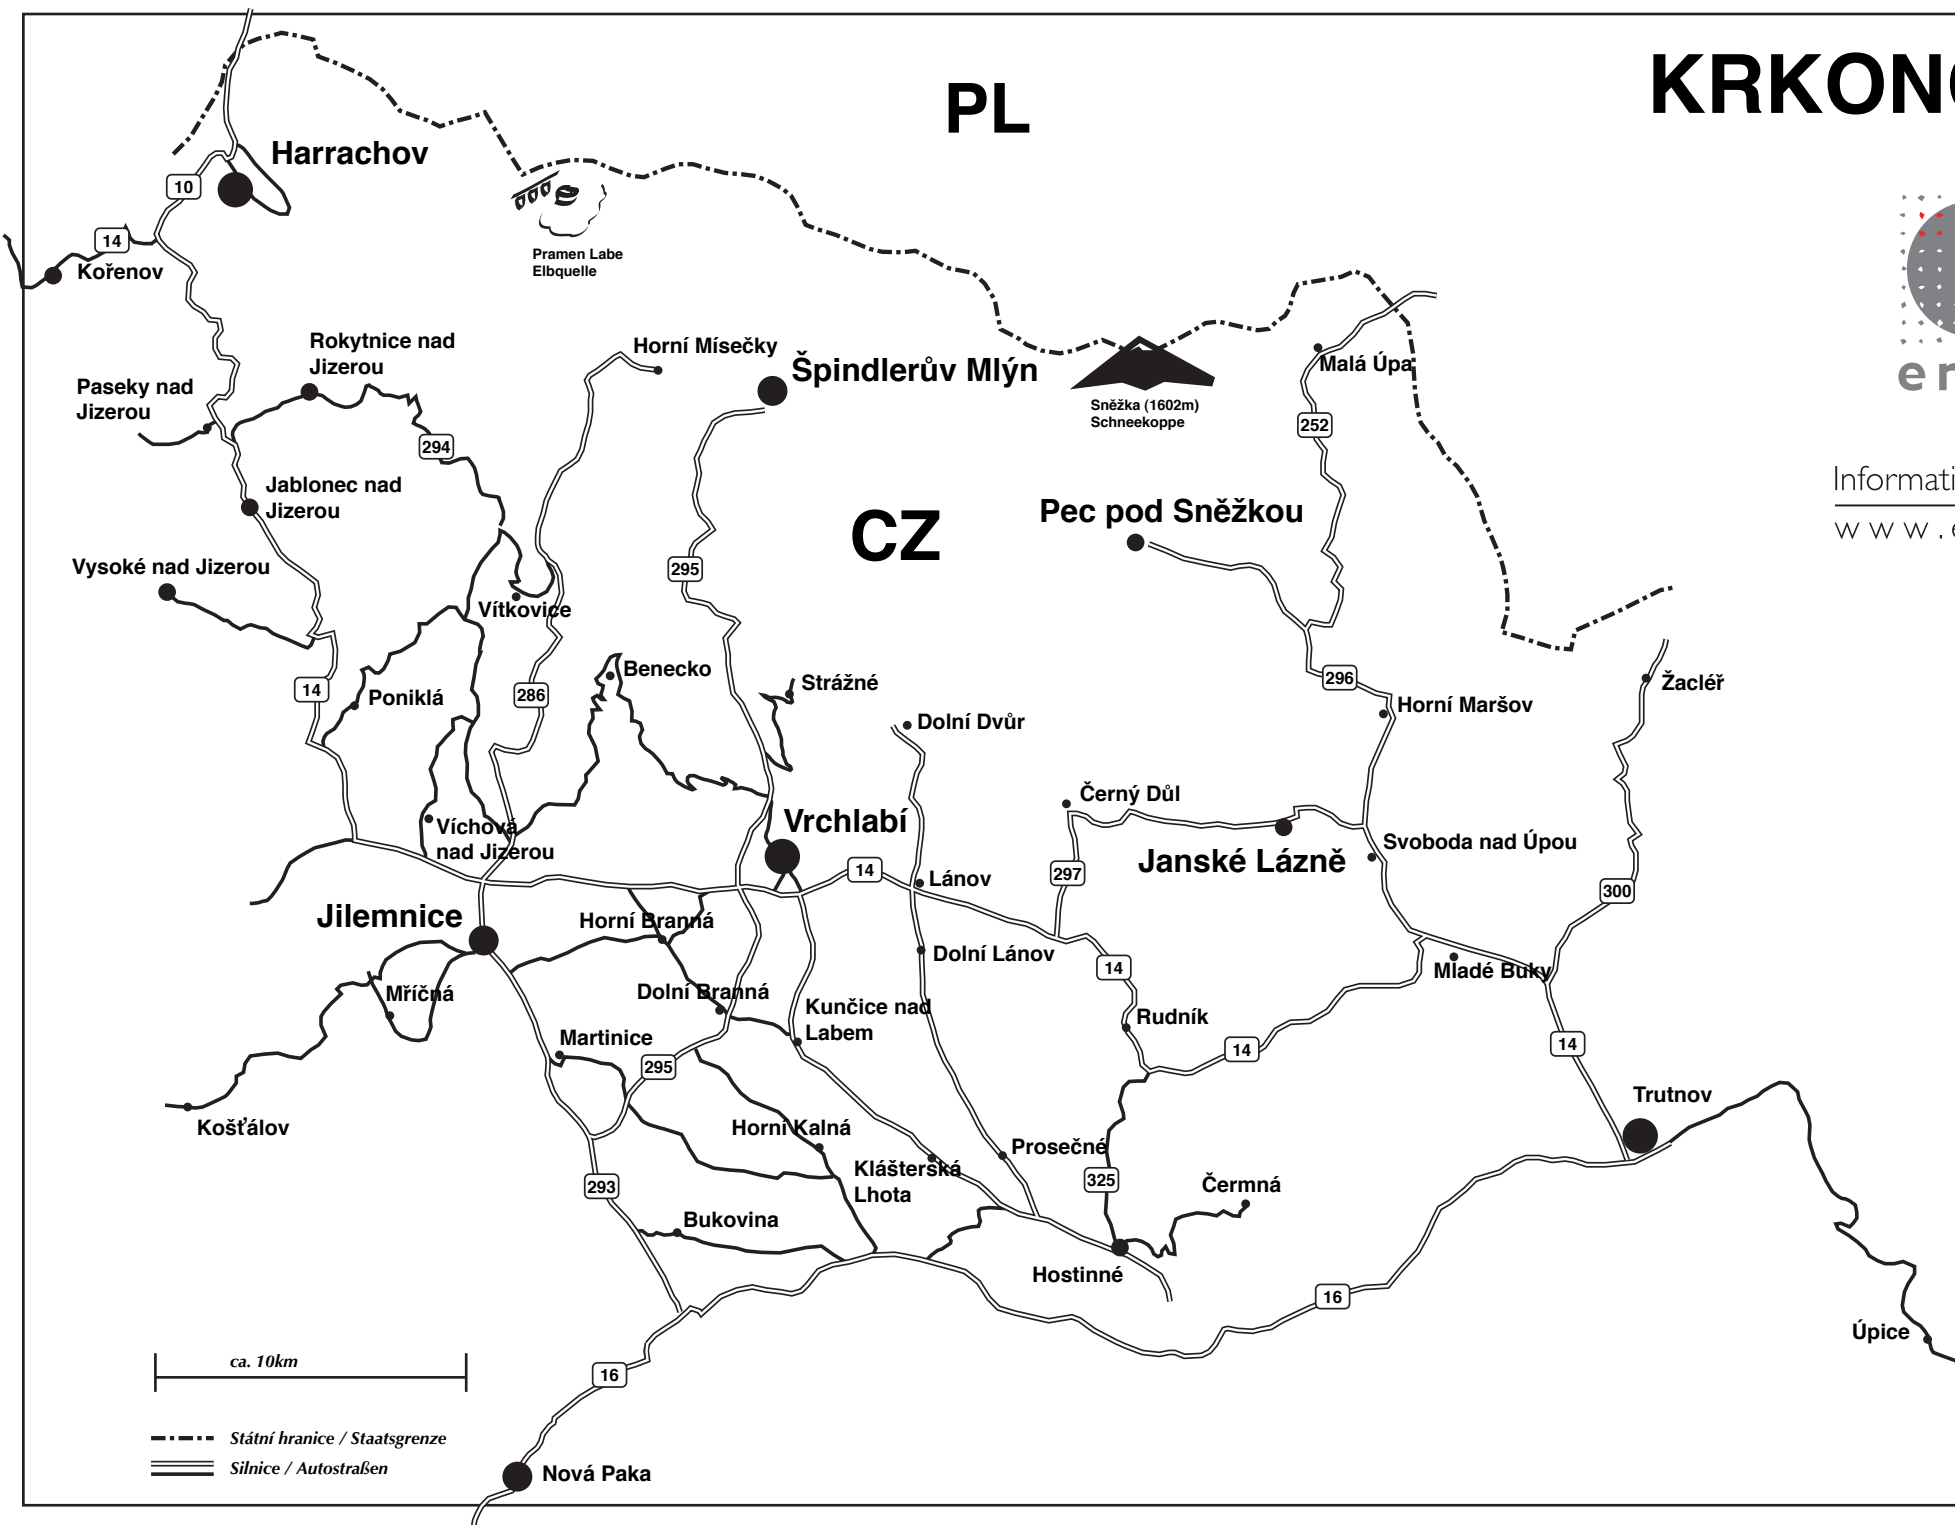 KRKONO
PL
Harrachov
10
14
Kořenov
Pramen Labe
Elbquelle
Rokytnice nad
Jizerou
Horní Mísečky
Špindlerův Mlýn
Malá Úpa
Paseky nad
Jizerou
Sněžka (1602m)
Schneekoppe
er
252
294
Informati
www.e
Jablonec nad
Jizerou
Pec pod Sněžkou
CZ
Vysoké nad Jizerou
295
Vítkovice
Benecko
Strážné
296
Žacléř
14
Poniklá
286
Horní Maršov
Dolní Dvůr
Černý Důl
Vrchlabí
Víchová
nad Jizerou
Svoboda nad Úpou
Janské Lázně
14
297
Lánov
300
Jilemnice
Horní Branná
Dolní Lánov
14
Mladé Buky
Mříčná
Dolní Branná
Kunčice nad
Labem
Rudník
Martinice
14
14
295
Trutnov
Košťálov
Horní Kalná
Prosečné
Klášterská
Lhota
325
Čermná
293
Bukovina
Hostinné
16
Úpice
ca. 10km
16
Státní hranice / Staatsgrenze
Silnice / Autostraßen
Nová Paka